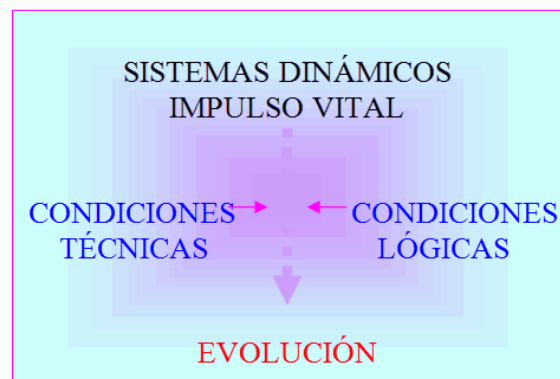 SISTEMAS DINÁMICOS
IMPULSO VITAL
CONDICIONES
TÉCNICAS
CONDICIONES
LÓGICAS
EVOLUCIÓN